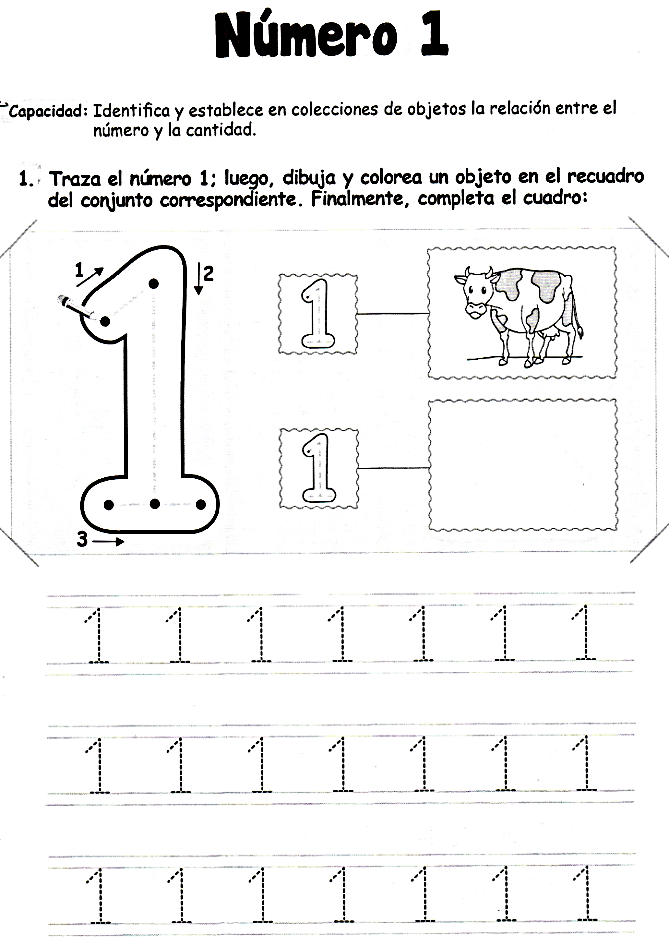 Número 1
Capacidad: Identifica y establece en colecciones de objetos la relación entre el
número y la cantidad.
1. Traza el número 1; luego, dibuja y colorea un objeto en el recuadro
del conjunto correspondiente. Finalmente, completa el cuadro:
1 2
1
1
1
3
1 1 1 1 1 1 1
1 1 1 1 1 1 1
1 1 1 1 1 1 1